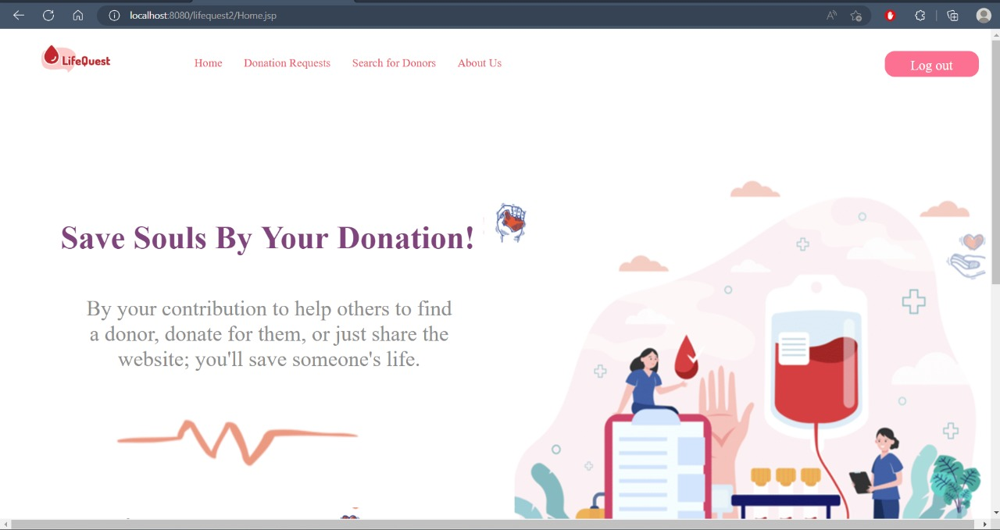 localhost:8080/lifequest2/Home.jsp
LifeQuest
Home Donation Requests Search for Donors About Us
Log out
Save Souls By Your Donation!
By your contribution to help others to find
a donor, donate for them, or just share the
website; you'll save someone's life.